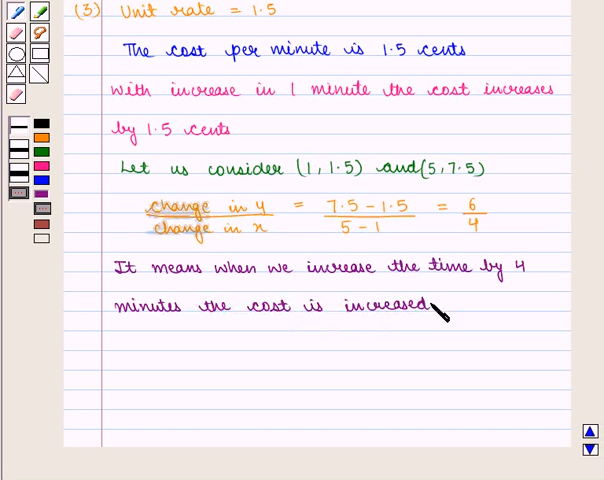 (3) Unit rate = 1.5
The cost per minute is 1.5 cents
With increase in 1 minute the cost increases
by 1.5 cents
Let us consider (1, 1.5) and (5, 7.5)
change in y / change in x = 7.5 - 1.5 / 5 - 1 = 6 / 4
It means when we increase the time by 4
minutes the cost is increased